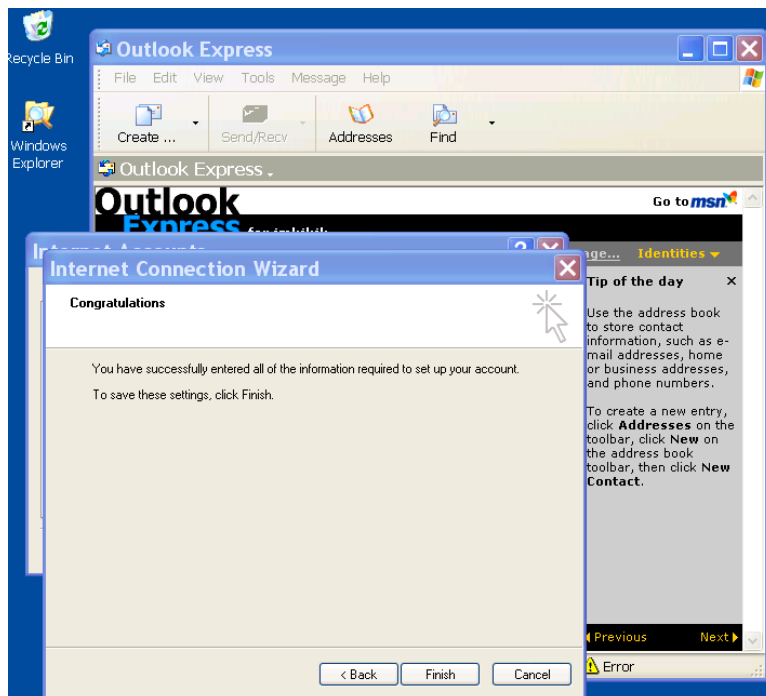 Recycle Bin
Windows
Explorer
Outlook Express
File Edit View Tools Message Help
Create ...
Send/Recv
Addresses
Find
Outlook Express
Outlook
Express
Go to msn
Internet Accounts
Identities
Internet Connection Wizard
Congratulations
You have successfully entered all of the information required to set up your account.
To save these settings, click Finish.
< Back
Finish
Cancel
Tip of the day X
Use the address book
to store contact
information, such as e-
mail addresses, home
or business addresses,
and phone numbers.
To create a new entry,
click Addresses on the
toolbar, click New on
the address book
toolbar, then click New
Contact.
Previous Next
Error